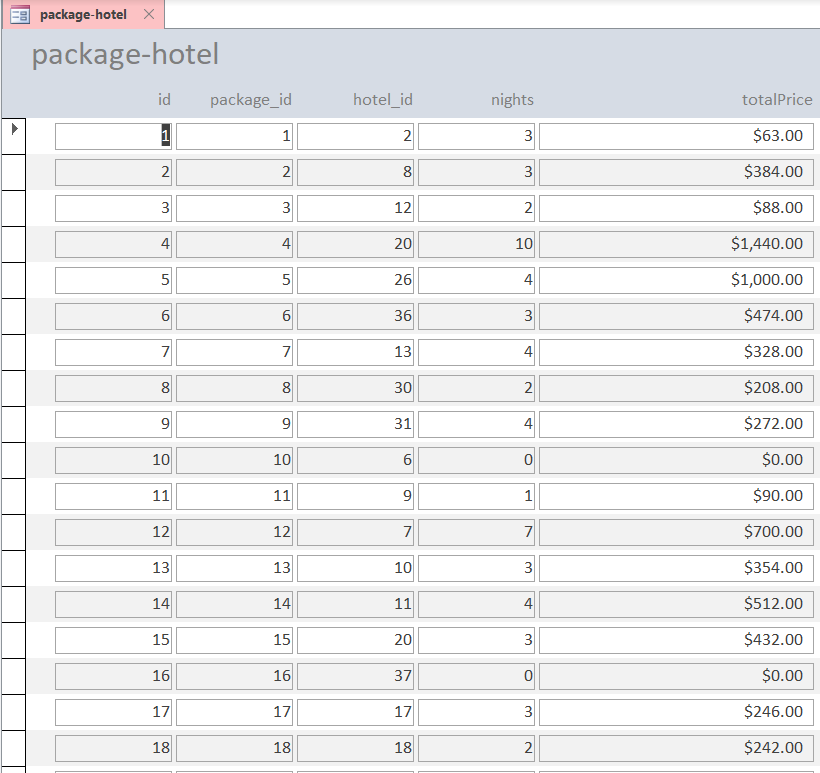 package-hotel
package-hotel
id package_id hotel_id nights totalPrice
1 1 2 3 $63.00
2 2 8 3 $384.00
3 3 12 2 $88.00
4 4 20 10 $1,440.00
5 5 26 4 $1,000.00
6 6 36 3 $474.00
7 7 13 4 $328.00
8 8 30 2 $208.00
9 9 31 4 $272.00
10 10 6 0 $0.00
11 11 9 1 $90.00
12 12 7 7 $700.00
13 13 10 3 $354.00
14 14 11 4 $512.00
15 15 20 3 $432.00
16 16 37 0 $0.00
17 17 17 3 $246.00
18 18 18 2 $242.00